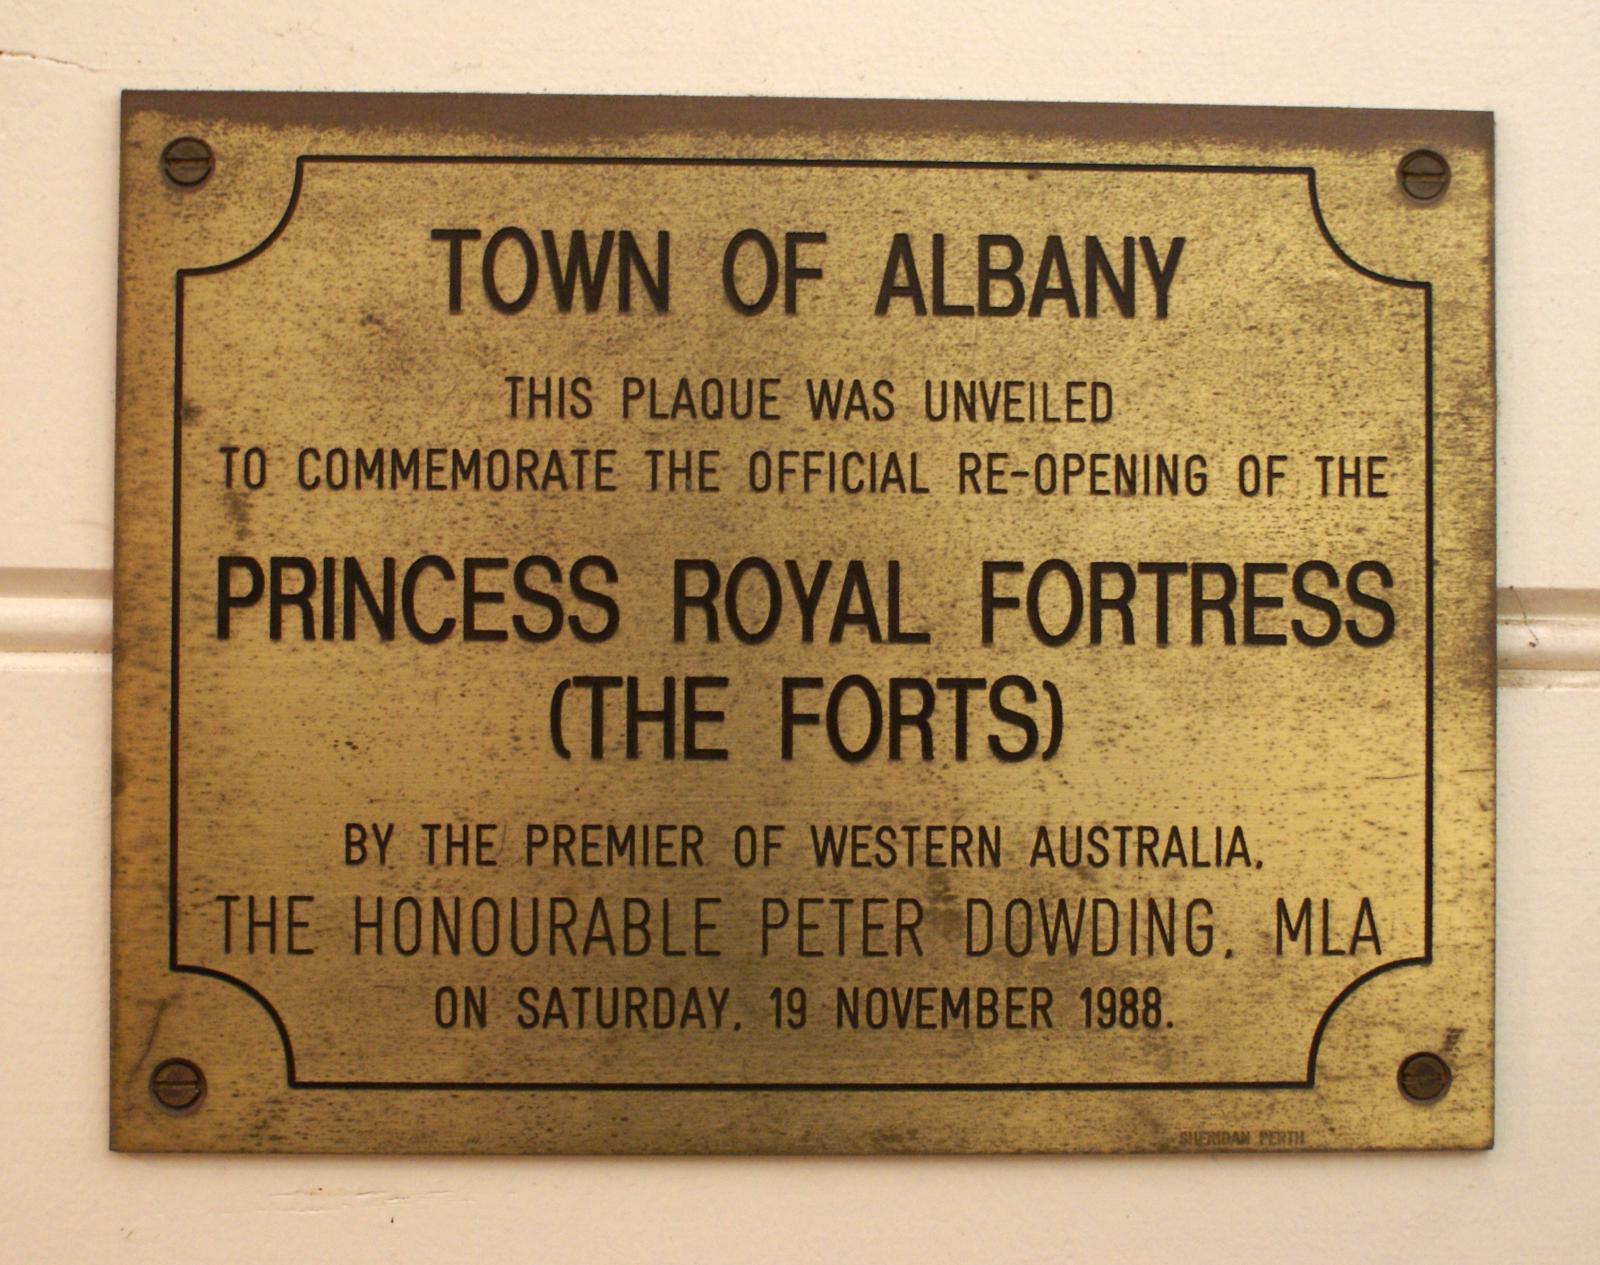 TOWN OF ALBANY
THIS PLAQUE WAS UNVEILED
TO COMMEMORATE THE OFFICIAL RE-OPENING OF THE
PRINCESS ROYAL FORTRESS
(THE FORTS)
BY THE PREMIER OF WESTERN AUSTRALIA,
THE HONOURABLE PETER DOWDING, MLA
ON SATURDAY, 19 NOVEMBER 1988.
SHERIDAN PERTH